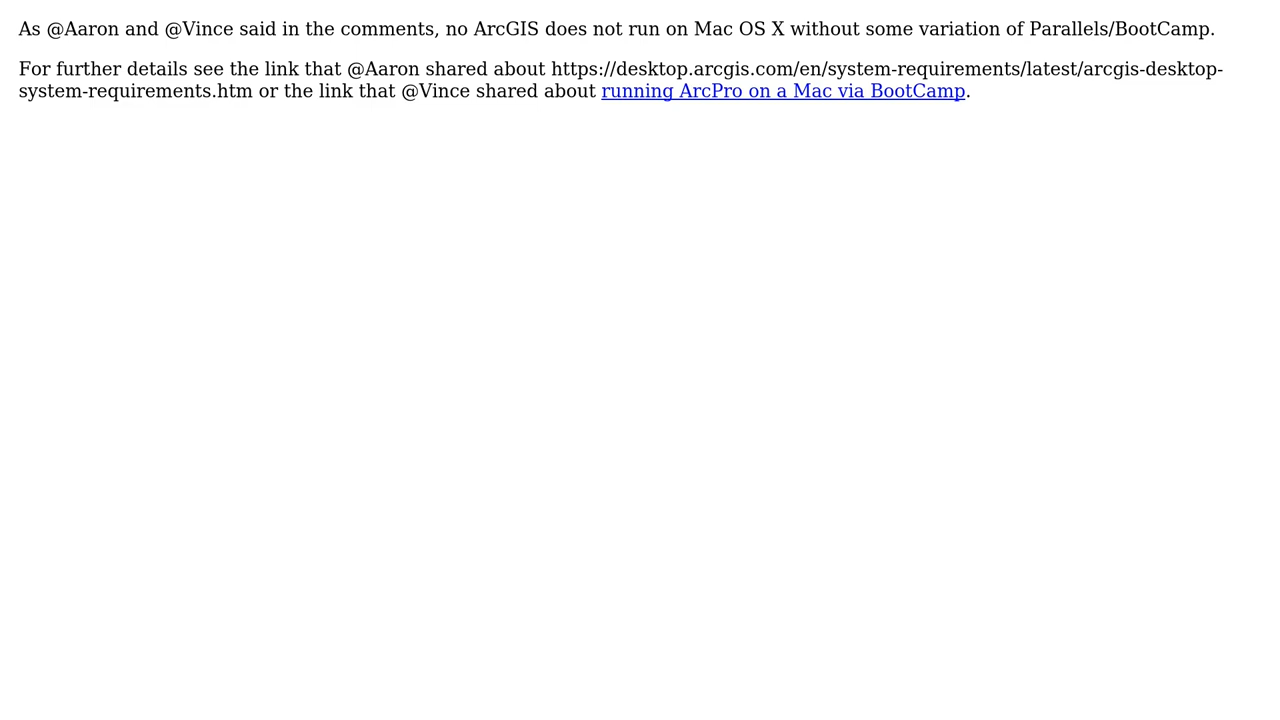 As @Aaron and @Vince said in the comments, no ArcGIS does not run on Mac OS X without some variation of Parallels/BootCamp.
For further details see the link that @Aaron shared about https://desktop.arcgis.com/en/system-requirements/latest/arcgis-desktop-
system-requirements.htm or the link that @Vince shared about running ArcPro on a Mac via BootCamp.